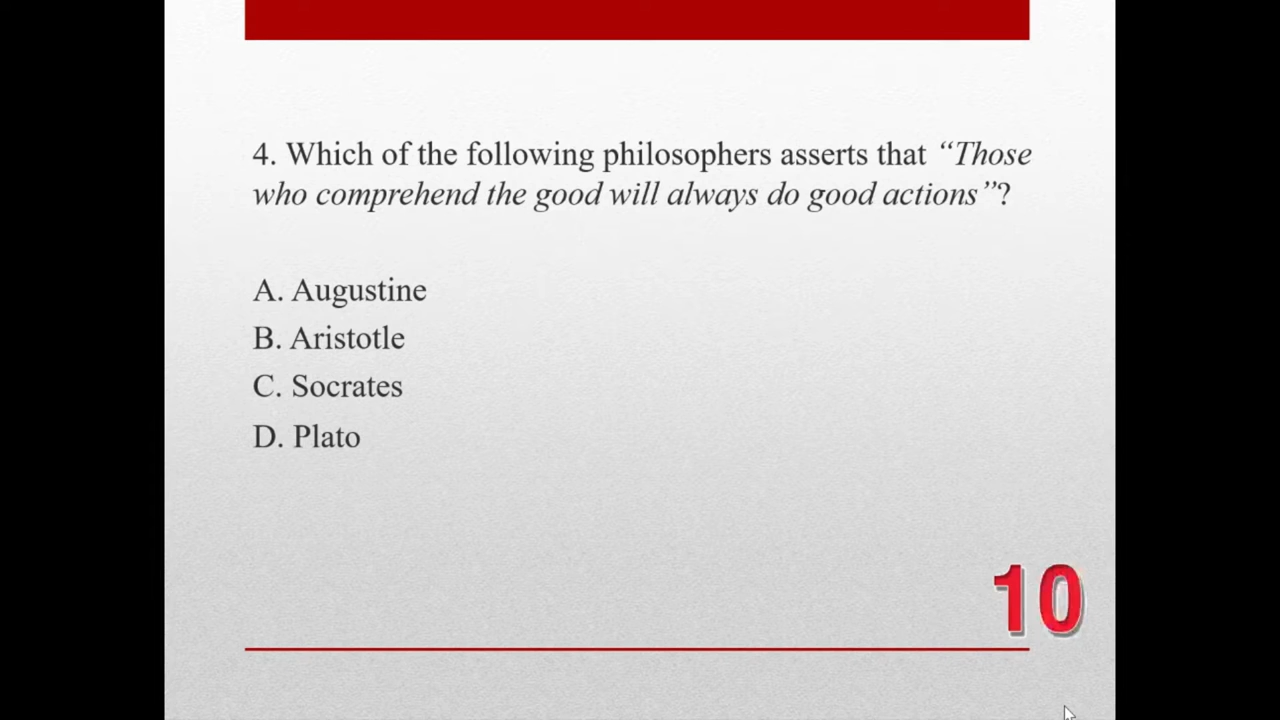 4. Which of the following philosophers asserts that “Those
who comprehend the good will always do good actions”?
A. Augustine
B. Aristotle
C. Socrates
D. Plato
10